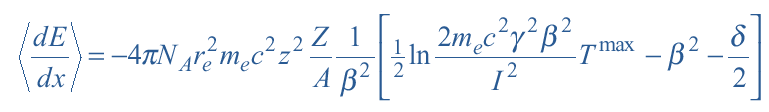 ⟨dE/dx⟩ = −4πN_A r_e² m_e c² z² (Z/A) (1/β²) [ (1/2) ln (2m_e c² γ² β² / I²) T^max − β² − δ/2 ]